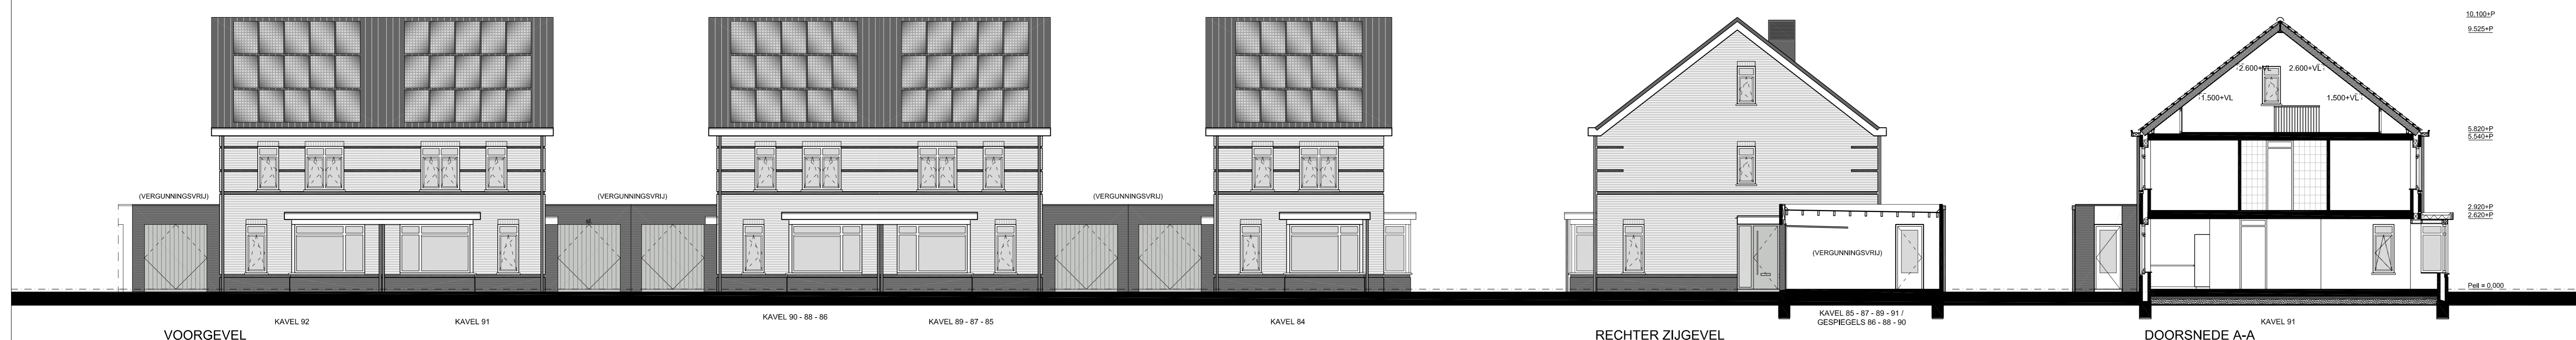 (VERGUNNINGSVRIJ)
(VERGUNNINGSVRIJ)
(VERGUNNINGSVRIJ)
KAVEL 92
KAVEL 91
KAVEL 90 - 88 - 86
KAVEL 89 - 87 - 85
KAVEL 84
VOORGEVEL
(VERGUNNINGSVRIJ)
KAVEL 85 - 87 - 89 - 91 /
GESPIEGELS 86 - 88 - 90
RECHTER ZIJGEVEL
2.600+VL
2.600+VL
1.500+VL
1.500+VL
KAVEL 91
DOORSNEDE A-A
10.100+P
9.525+P
5.820+P
5.540+P
2.920+P
2.620+P
Peil = 0.000